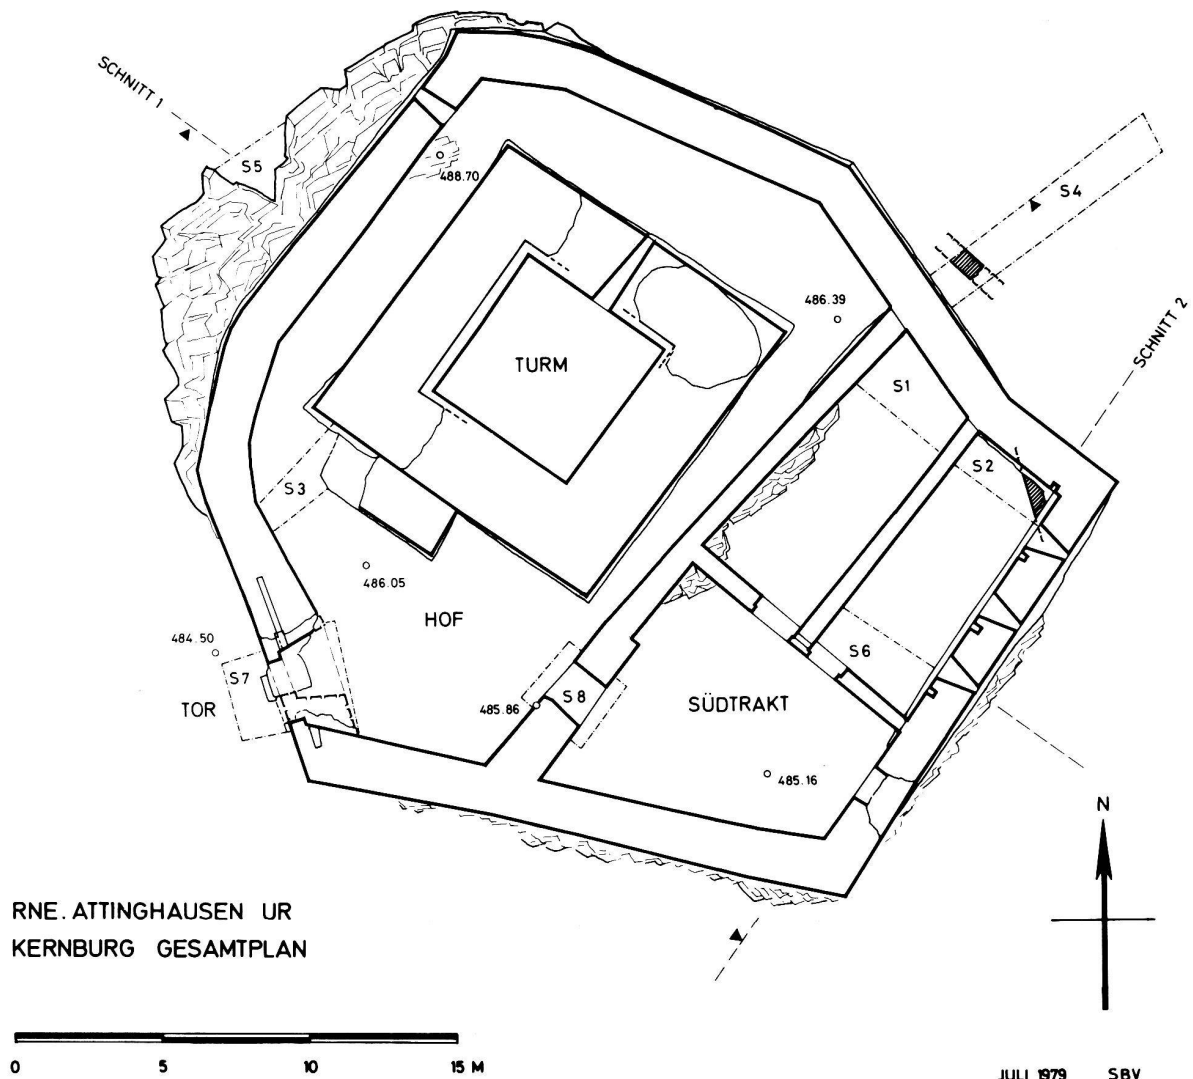 SCHNITT 1
S5
488.70
S4
486.39
SCHNITT 2
TURM
S1
S2
S3
486.05
HOF
484.50
S6
S7
TOR
S8
485.86
SÜDTRAKT
485.16
N
RNE. ATTINGHAUSEN UR
KERNBURG GESAMTPLAN
0 5 10 15 M
JULI 1979 SBV